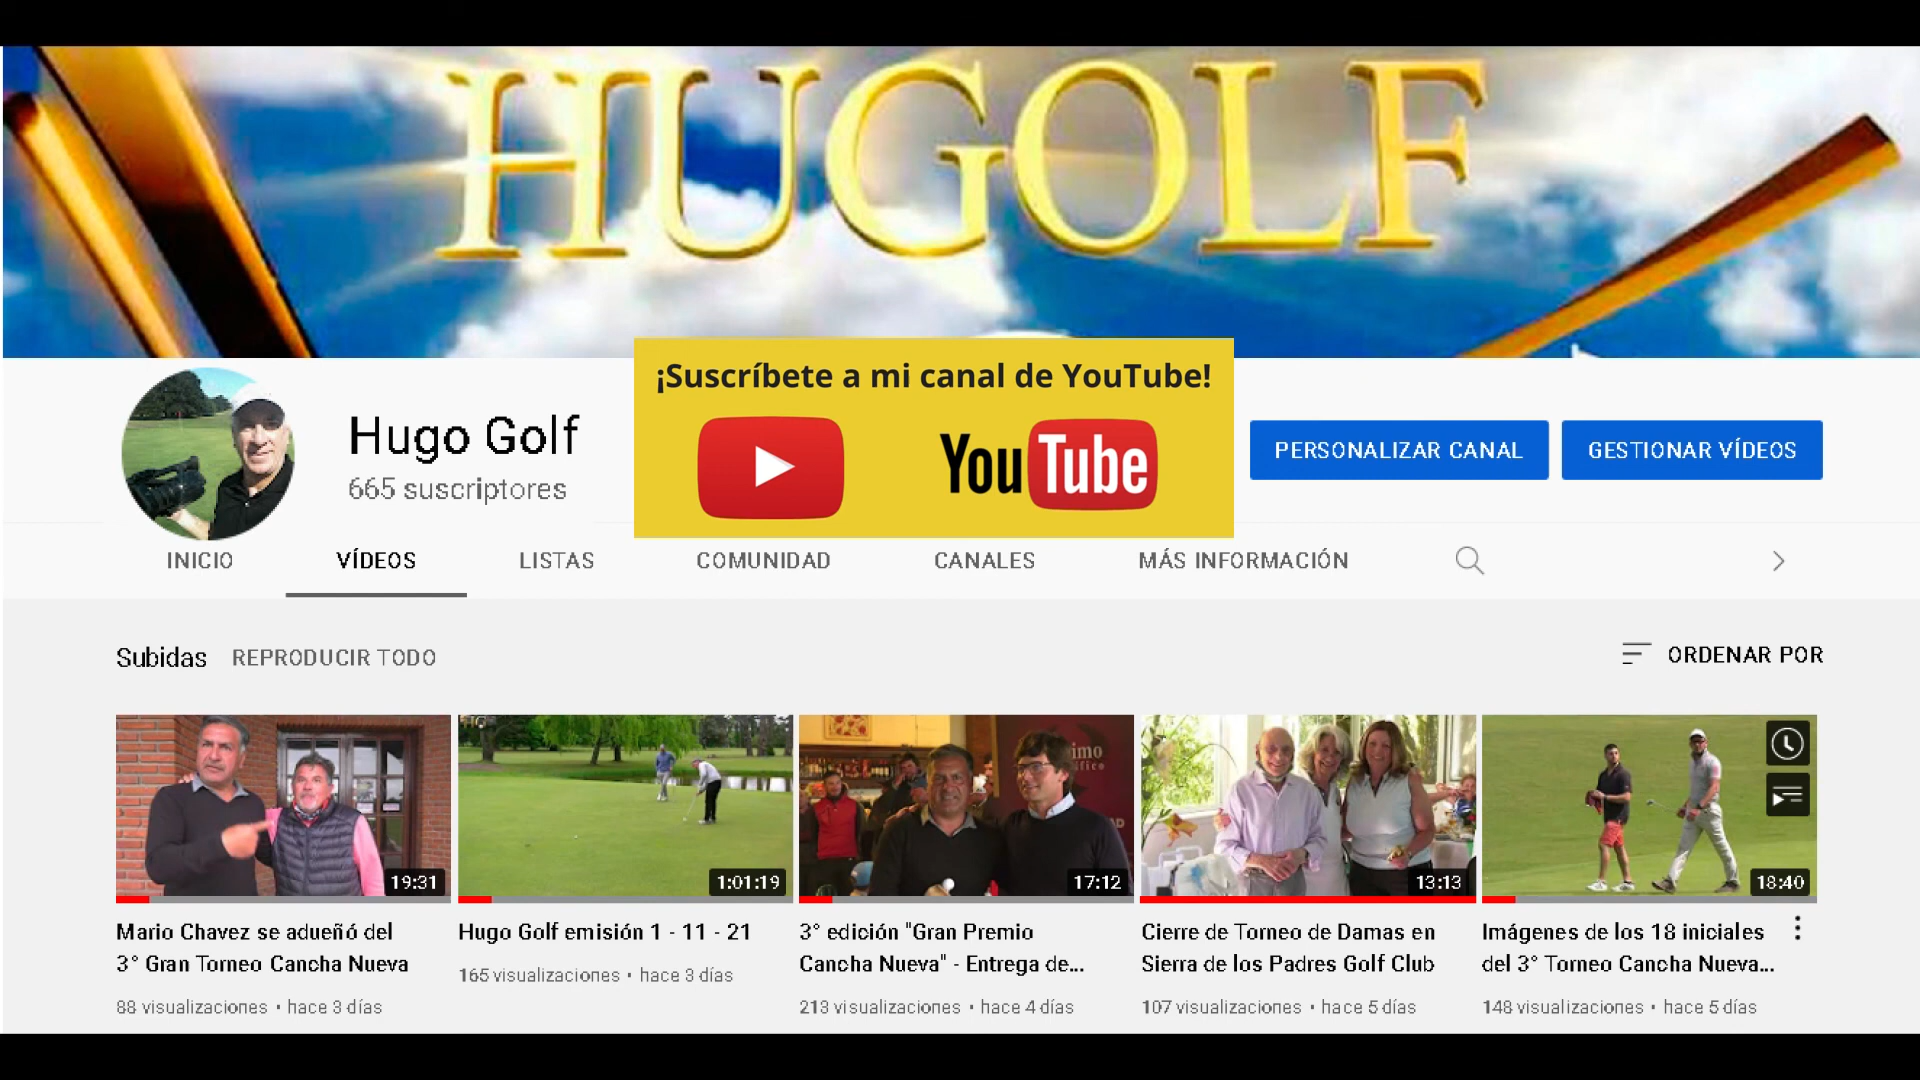 HUGOLF
¡Suscríbete a mi canal de YouTube!
YouTube
Hugo Golf
665 suscriptores
PERSONALIZAR CANAL
GESTIONAR VÍDEOS
INICIO
VÍDEOS
LISTAS
COMUNIDAD
CANALES
MÁS INFORMACIÓN
Subidas
REPRODUCIR TODO
ORDENAR POR
19:31
HG
1:01:19
17:12
13:13
18:40
Mario Chavez se adueñó del
3° Gran Torneo Cancha Nueva
88 visualizaciones • hace 3 días
Hugo Golf emisión 1 - 11 - 21
165 visualizaciones • hace 3 días
3° edición "Gran Premio
Cancha Nueva" - Entrega de...
213 visualizaciones • hace 4 días
Cierre de Torneo de Damas en
Sierra de los Padres Golf Club
107 visualizaciones • hace 5 días
Imágenes de los 18 iniciales
del 3° Torneo Cancha Nueva...
148 visualizaciones • hace 5 días